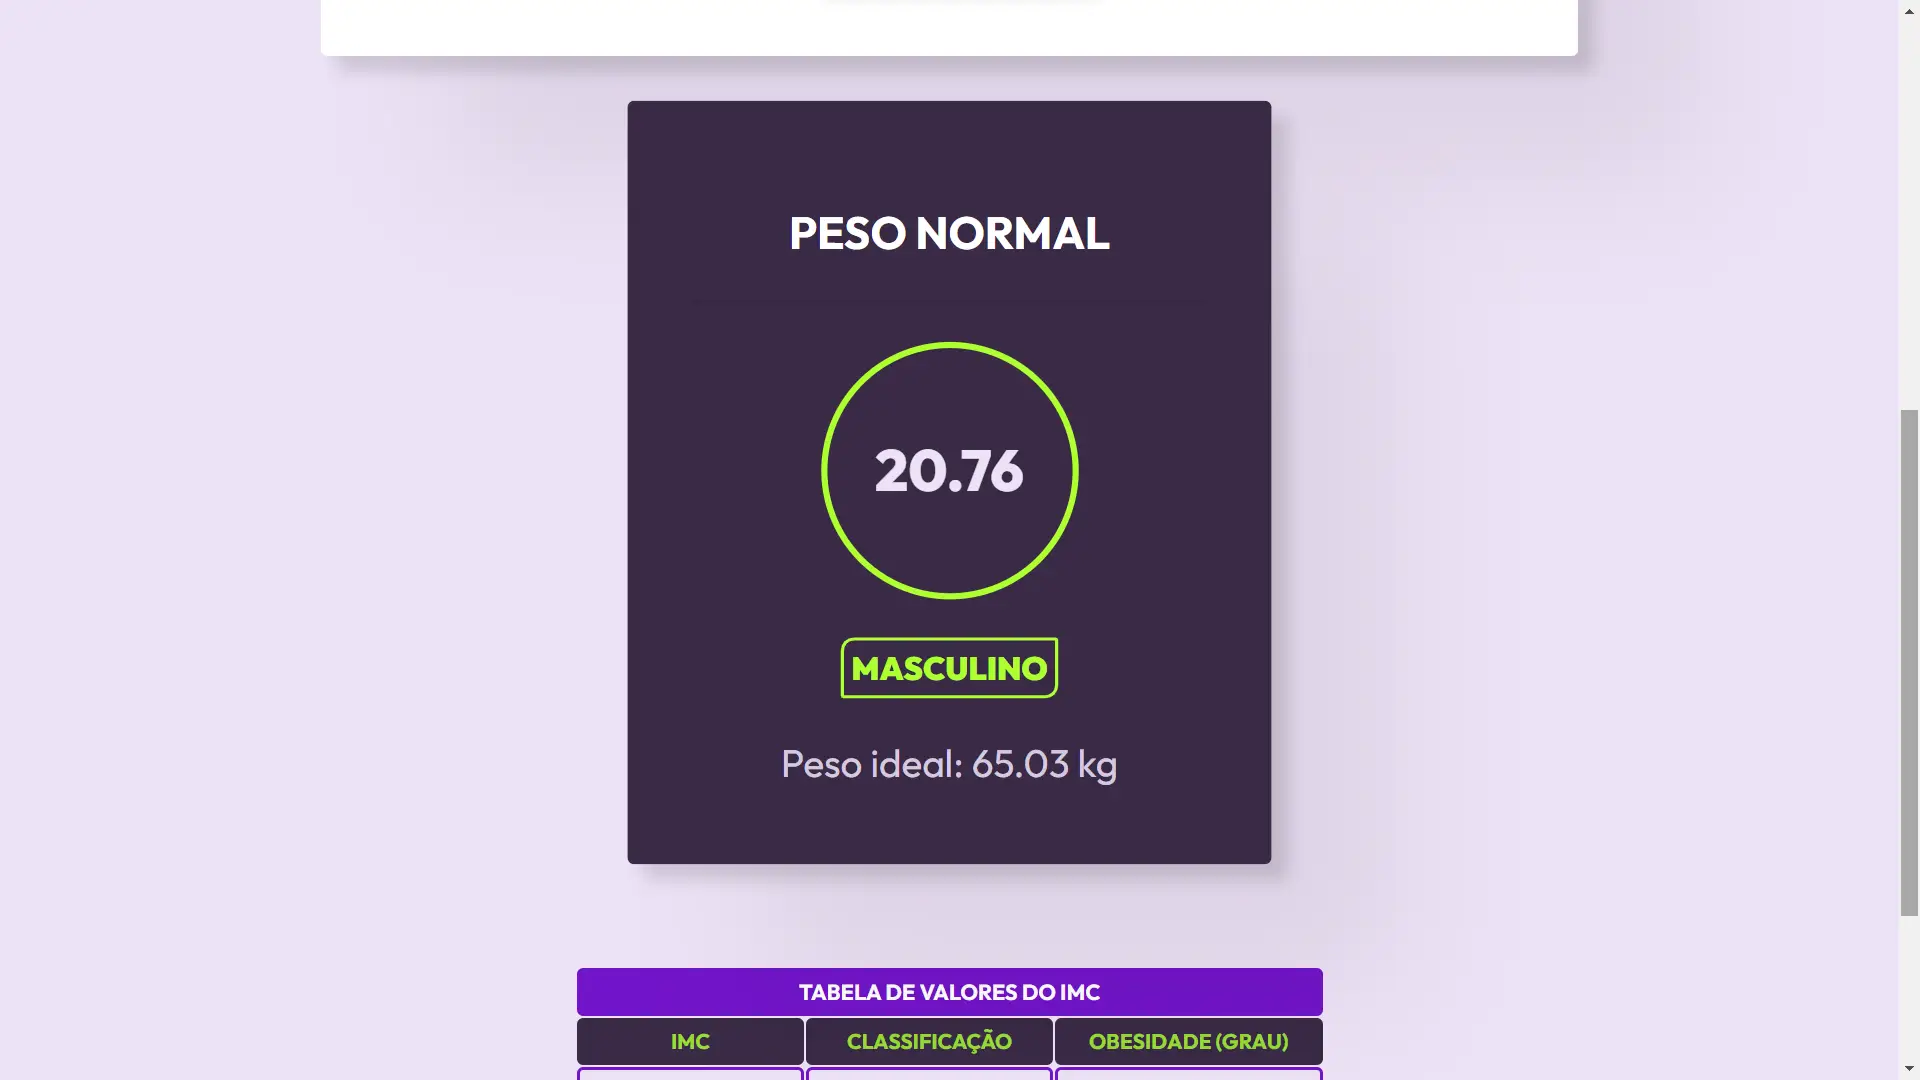 PESO NORMAL
20.76
MASCULINO
Peso ideal: 65.03 kg
TABELA DE VALORES DO IMC
IMC CLASSIFICAÇÃO OBESIDADE (GRAU)